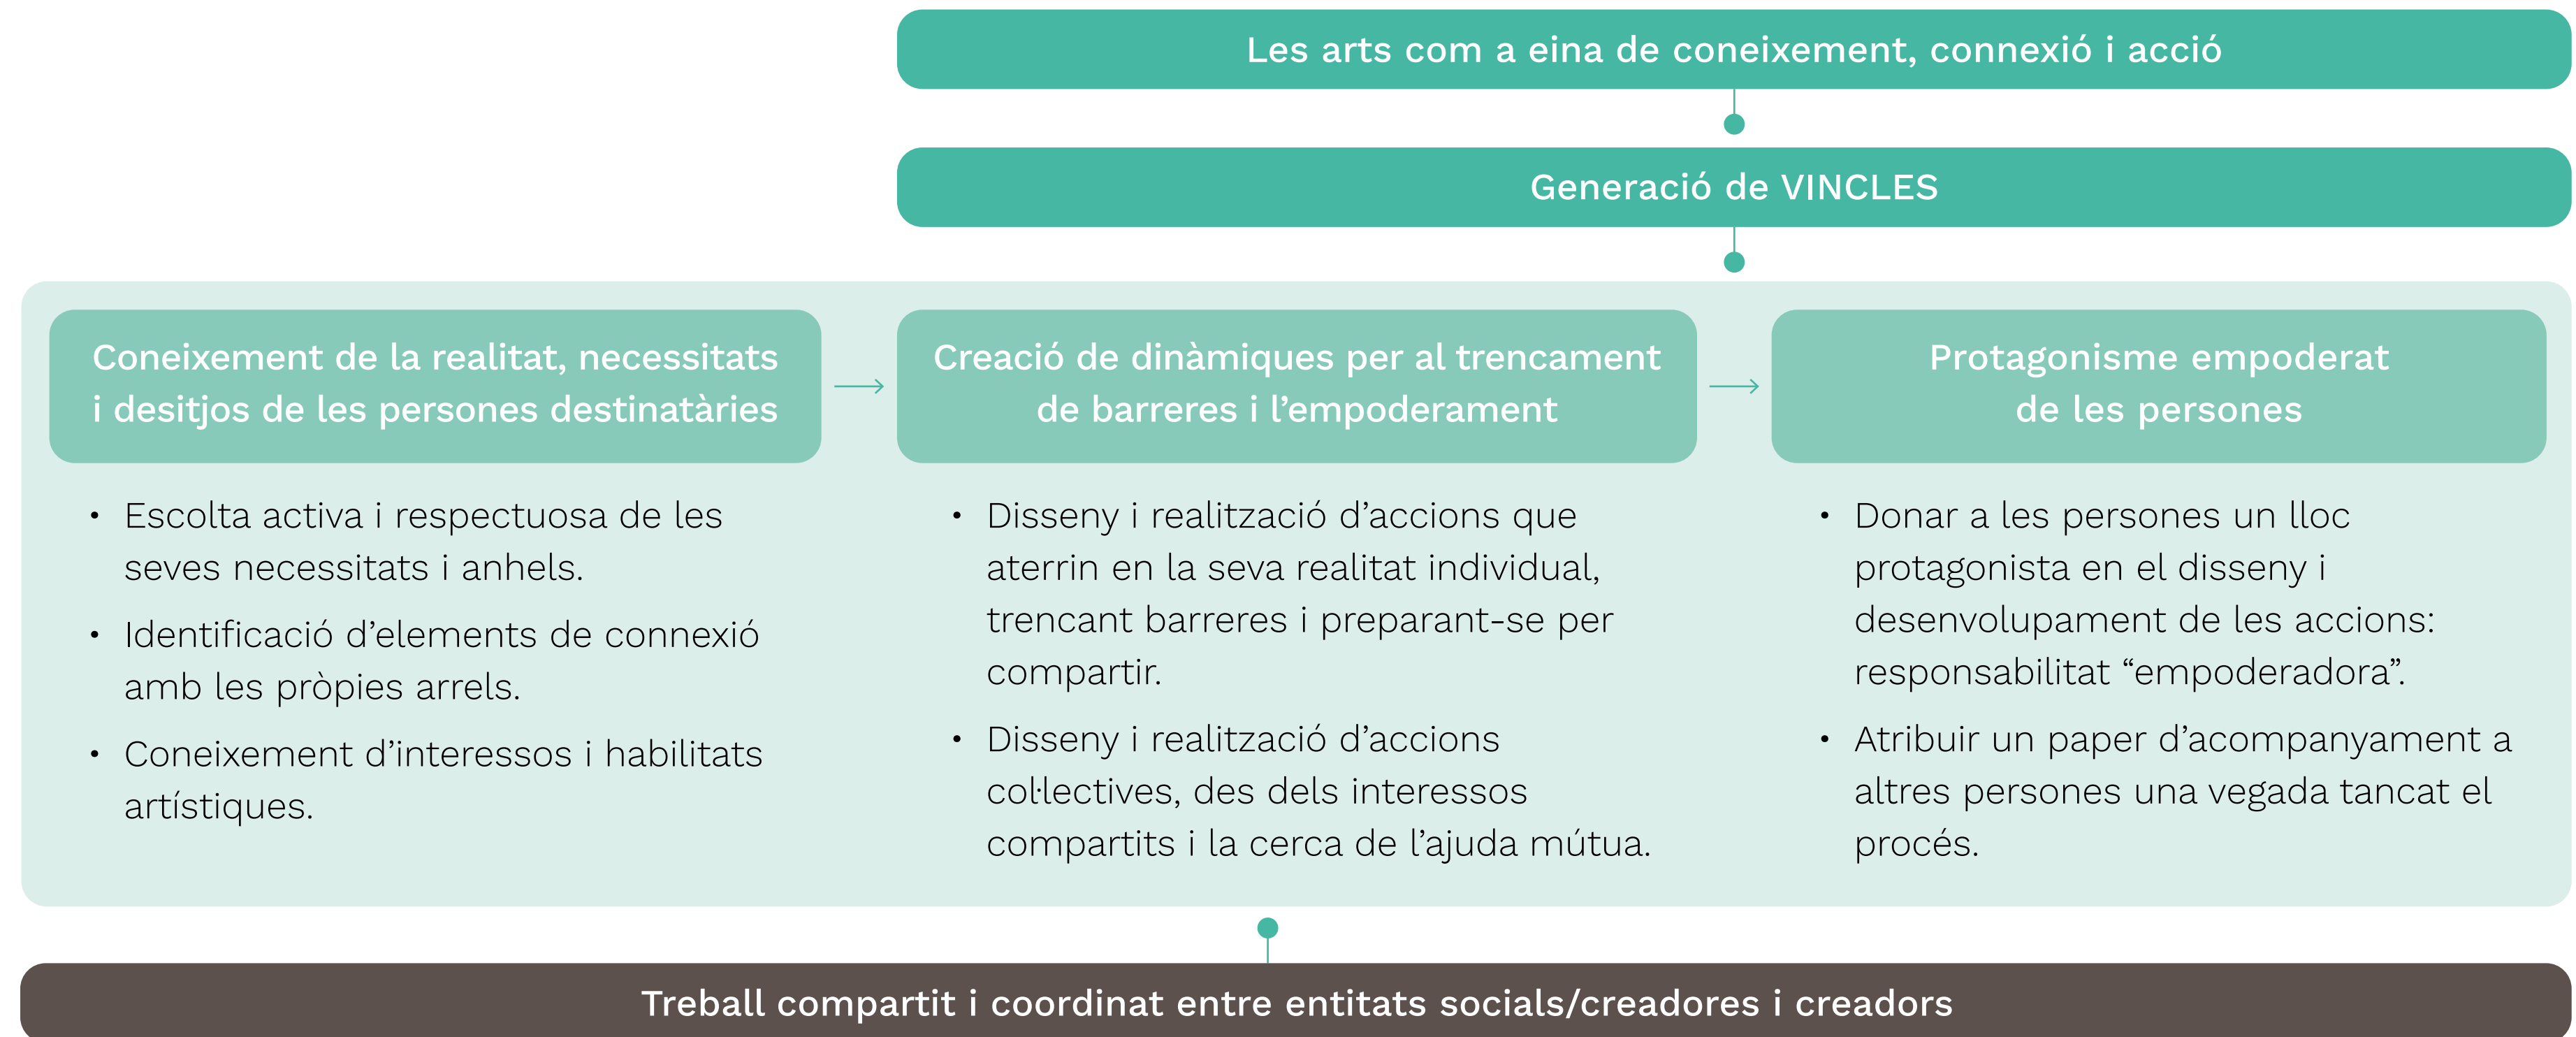 Les arts com a eina de coneixement, connexió i acció
Generació de VINCLES
Coneixement de la realitat, necessitats
i desitjos de les persones destinatàries
• Escolta activa i respectuosa de les
seves necessitats i anhels.
• Identificació d’elements de connexió
amb les pròpies arrels.
• Coneixement d’interessos i habilitats
artístiques.
Creació de dinàmiques per al trencament
de barreres i l’empoderament
• Disseny i realització d’accions que
aterrin en la seva realitat individual,
trencant barreres i preparant-se per
compartir.
• Disseny i realització d’accions
col·lectives, des dels interessos
compartits i la cerca de l’ajuda mútua.
Protagonisme empoderat
de les persones
• Donar a les persones un lloc
protagonista en el disseny i
desenvolupament de les accions:
responsabilitat “empoderadora”.
• Atribuir un paper d’acompanyament a
altres persones una vegada tancat el
procés.
Treball compartit i coordinat entre entitats socials/creadores i creadors